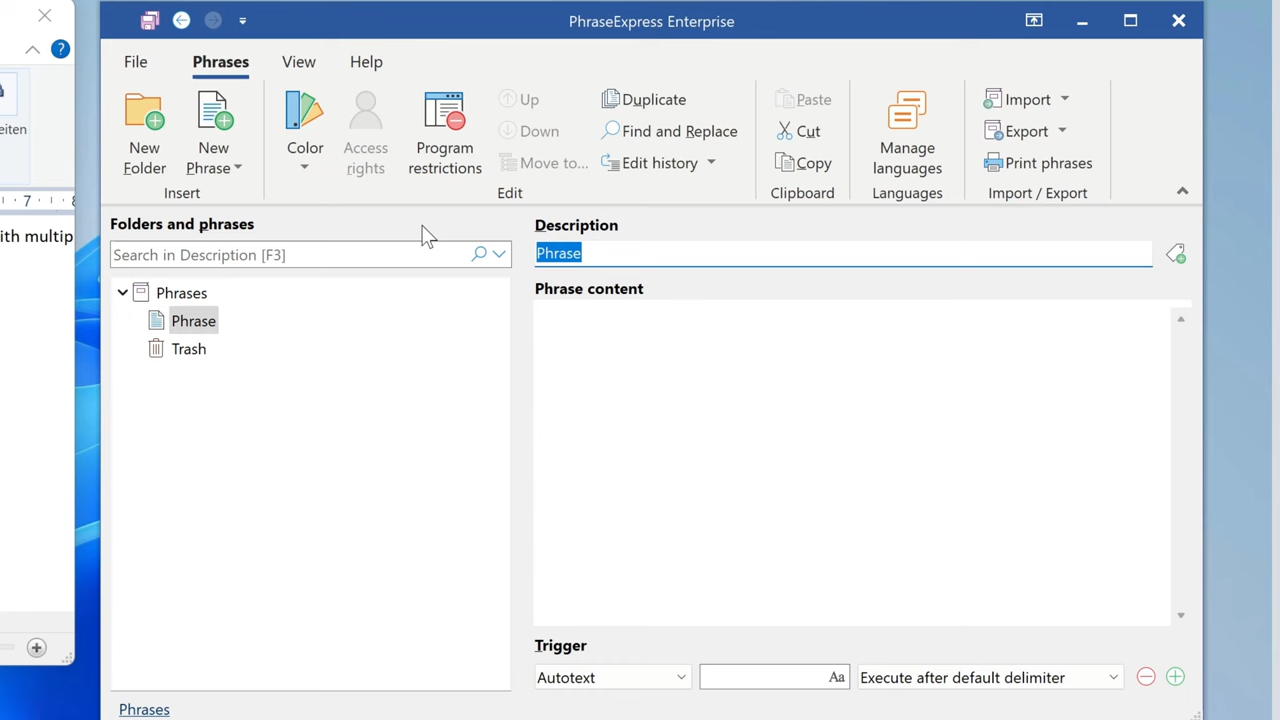 PhraseExpress Enterprise
File
Phrases
View
Help
?
eiten
New
Folder
New
Phrase
Insert
Color
Access
rights
Program
restrictions
Up
Down
Move to...
Duplicate
Find and Replace
Edit history
Edit
Paste
Cut
Copy
Clipboard
Manage
languages
Languages
Import
Export
Print phrases
Import / Export
7
ith multip
Folders and phrases
Search in Description [F3]
Phrases
Phrase
Trash
Description
Phrase
Phrase content
Trigger
Autotext
Aa
Execute after default delimiter
Phrases